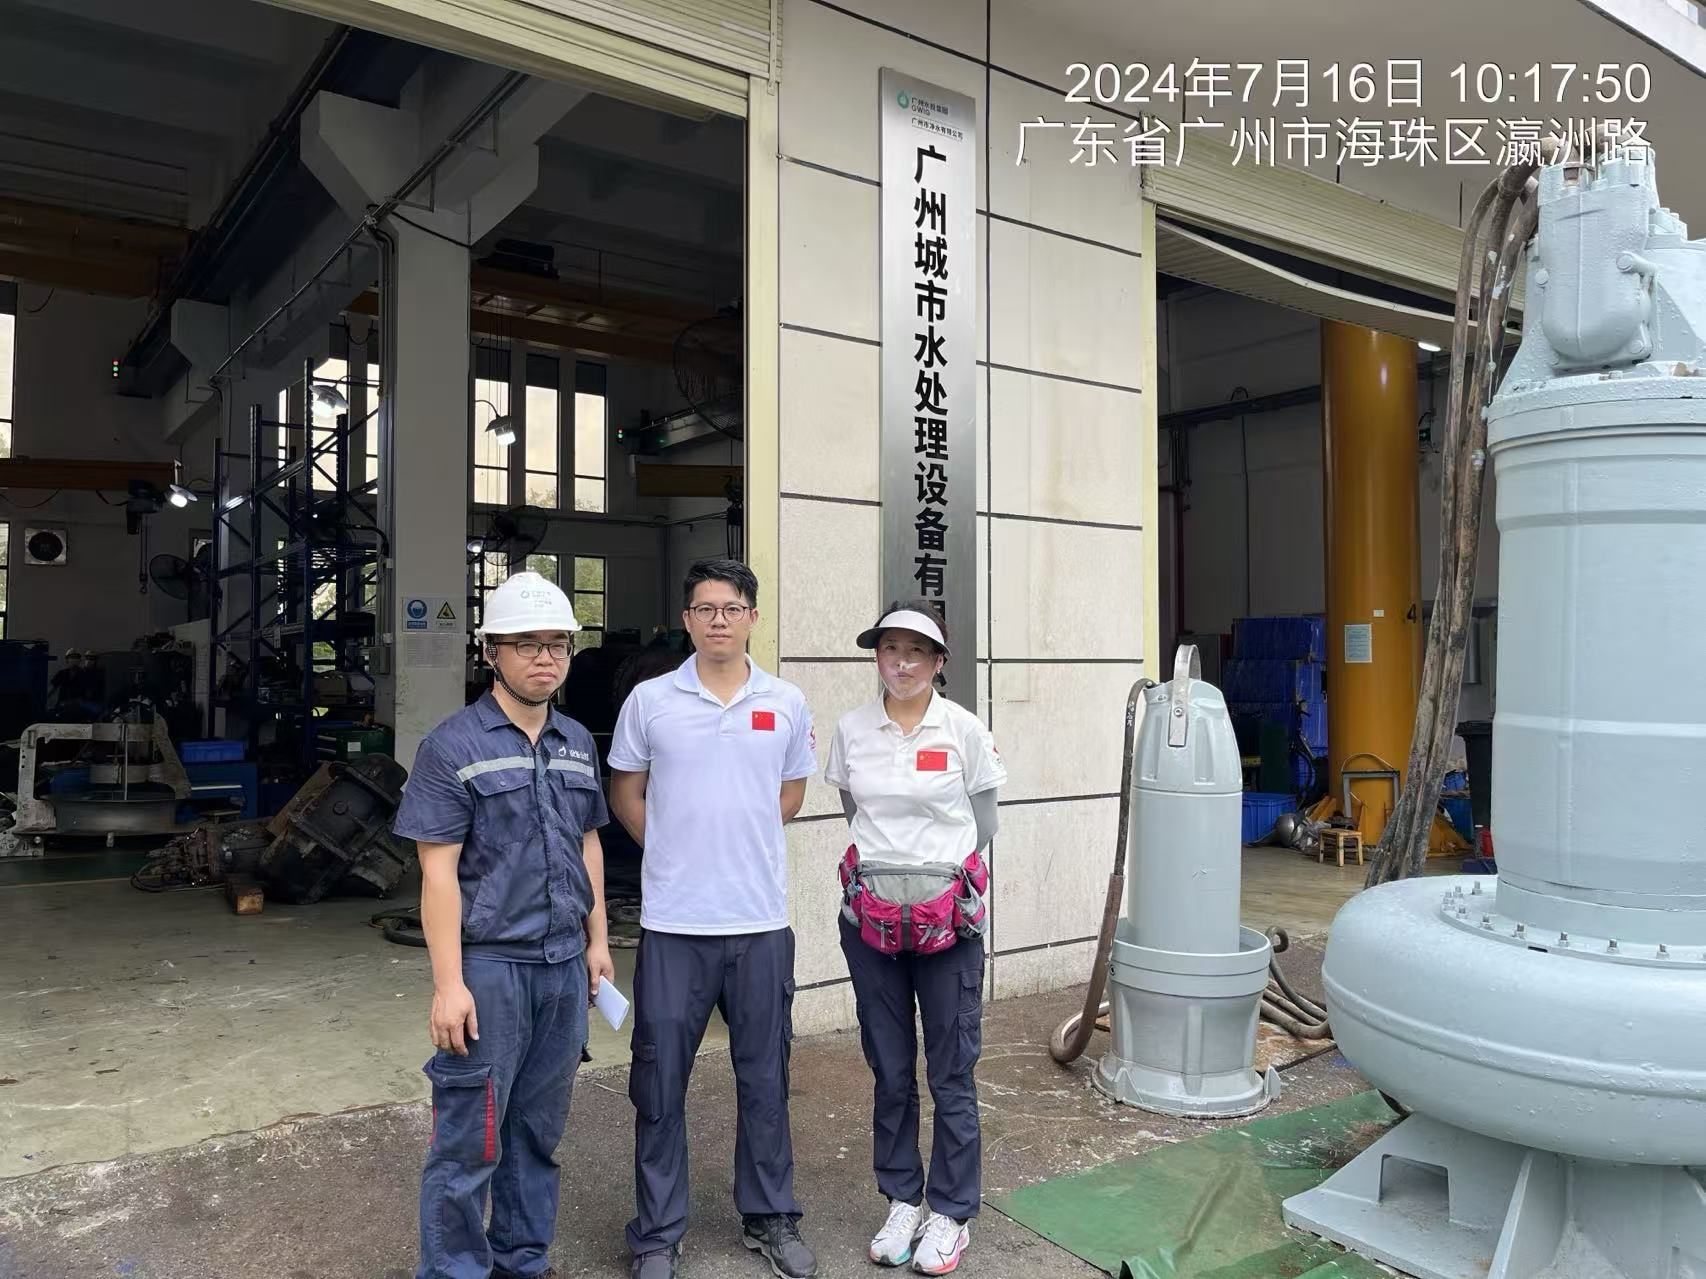 2024年7月16日 10:17:50
广东省广州市海珠区瀛洲路
广州水投集团
GWIG
广州市净水有限公司
广州城市水处理设备有
4